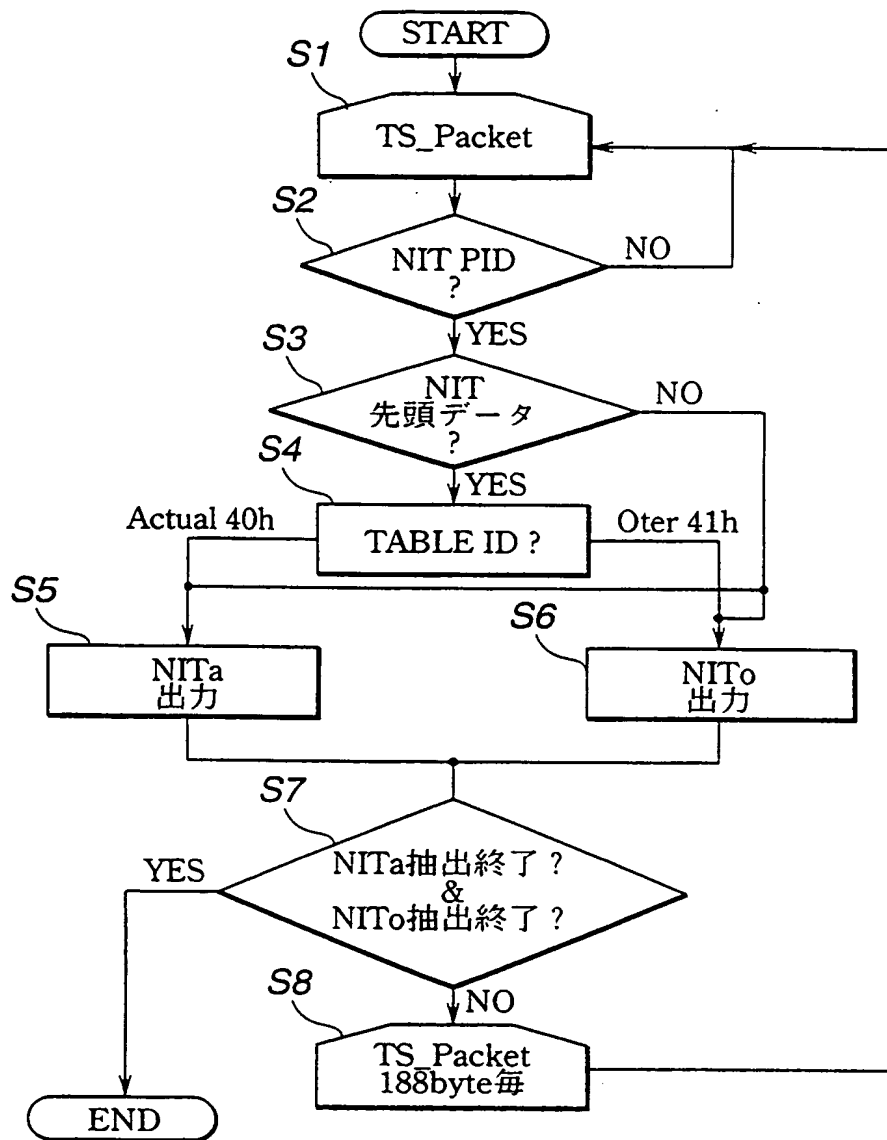 START
S1
TS_Packet
S2
NIT PID
?
NO
YES
S3
NIT
先頭データ
?
NO
YES
S4
TABLE ID ?
Actual 40h
Oter 41h
S5
NITa
出力
S6
NITo
出力
S7
NITa抽出終了 ?
&
NITo抽出終了 ?
YES
NO
S8
TS_Packet
188byte毎
END